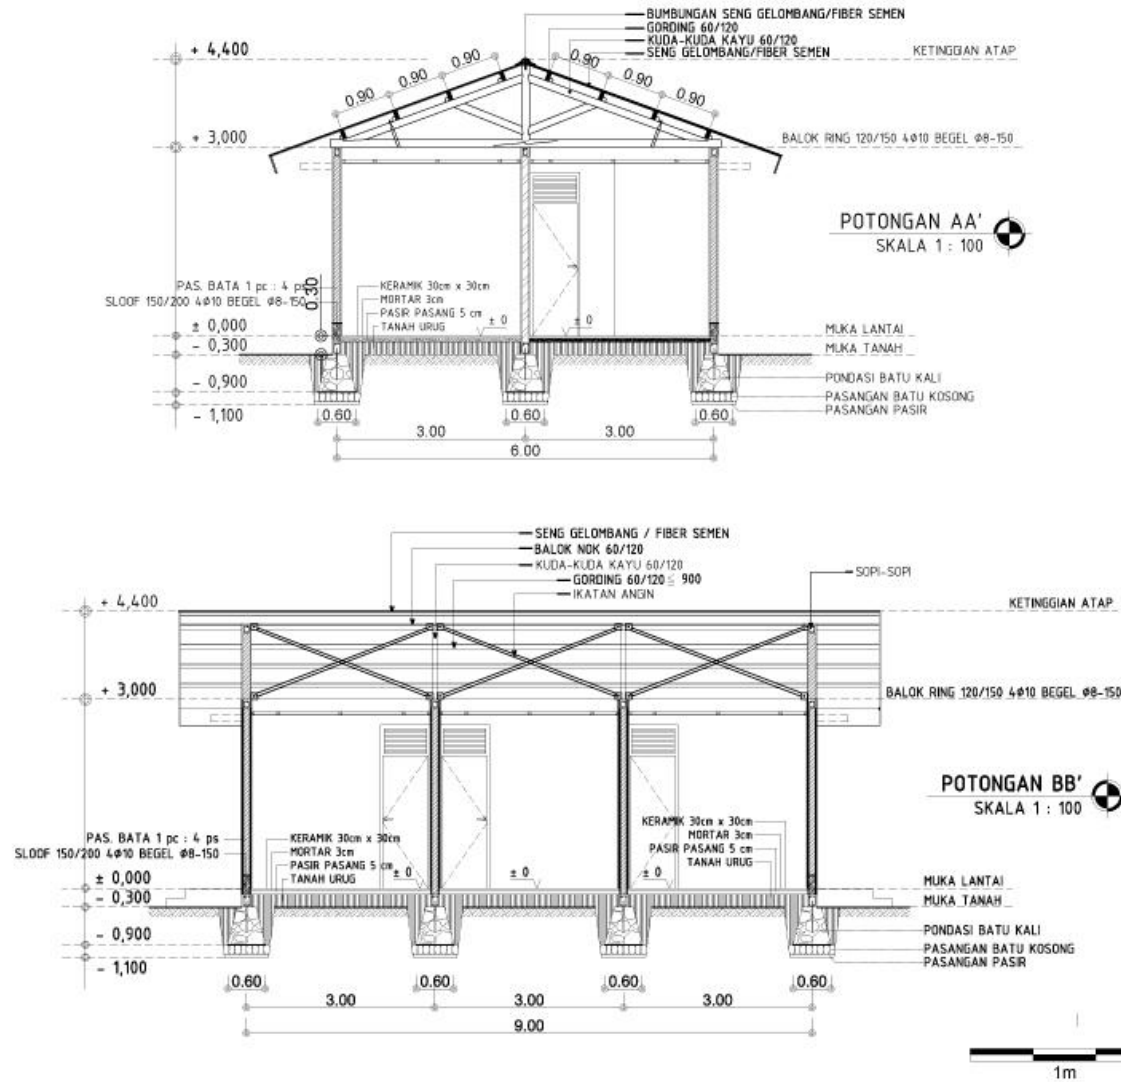 BUMBUNGAN SENG GELOMBANG/FIBER SEMEN
GORDING 60/120
KUDA-KUDA KAYU 60/120
SENG GELOMBANG/FIBER SEMEN
+ 4,400
KETINGGIAN ATAP
0.90
0.90
0.90
0.90
0.90
0.90
+ 3,000
BALOK RING 120/150 4ϕ10 BEGEL ϕ8-150
POTONGAN AA'
SKALA 1 : 100
PAS. BATA 1 pc : 4 ps
SLOOF 150/200 4ϕ10 BEGEL ϕ8-150
0.30
KERAMIK 30cm x 30cm
MORTAR 3cm
PASIR PASANG 5 cm
TANAH URUG
± 0
± 0
± 0,000
MUKA LANTAI
- 0,300
MUKA TANAH
- 0,900
PONDASI BATU KALI
PASANGAN BATU KOSONG
- 1,100
PASANGAN PASIR
0.60
0.60
0.60
3.00
3.00
6.00
SENG GELOMBANG / FIBER SEMEN
BALOK NOK 60/120
KUDA-KUDA KAYU 60/120
GORDING 60/120 ≤ 900
IKATAN ANGIN
SOPI-SOPI
+ 4,400
KETINGGIAN ATAP
+ 3,000
BALOK RING 120/150 4ϕ10 BEGEL ϕ8-150
POTONGAN BB'
SKALA 1 : 100
PAS. BATA 1 pc : 4 ps
SLOOF 150/200 4ϕ10 BEGEL ϕ8-150
KERAMIK 30cm x 30cm
MORTAR 3cm
PASIR PASANG 5 cm
TANAH URUG
KERAMIK 30cm x 30cm
MORTAR 3cm
PASIR PASANG 5 cm
TANAH URUG
± 0
± 0
± 0
± 0,000
MUKA LANTAI
- 0,300
MUKA TANAH
- 0,900
PONDASI BATU KALI
PASANGAN BATU KOSONG
- 1,100
PASANGAN PASIR
0.60
0.60
0.60
0.60
3.00
3.00
3.00
9.00
1m